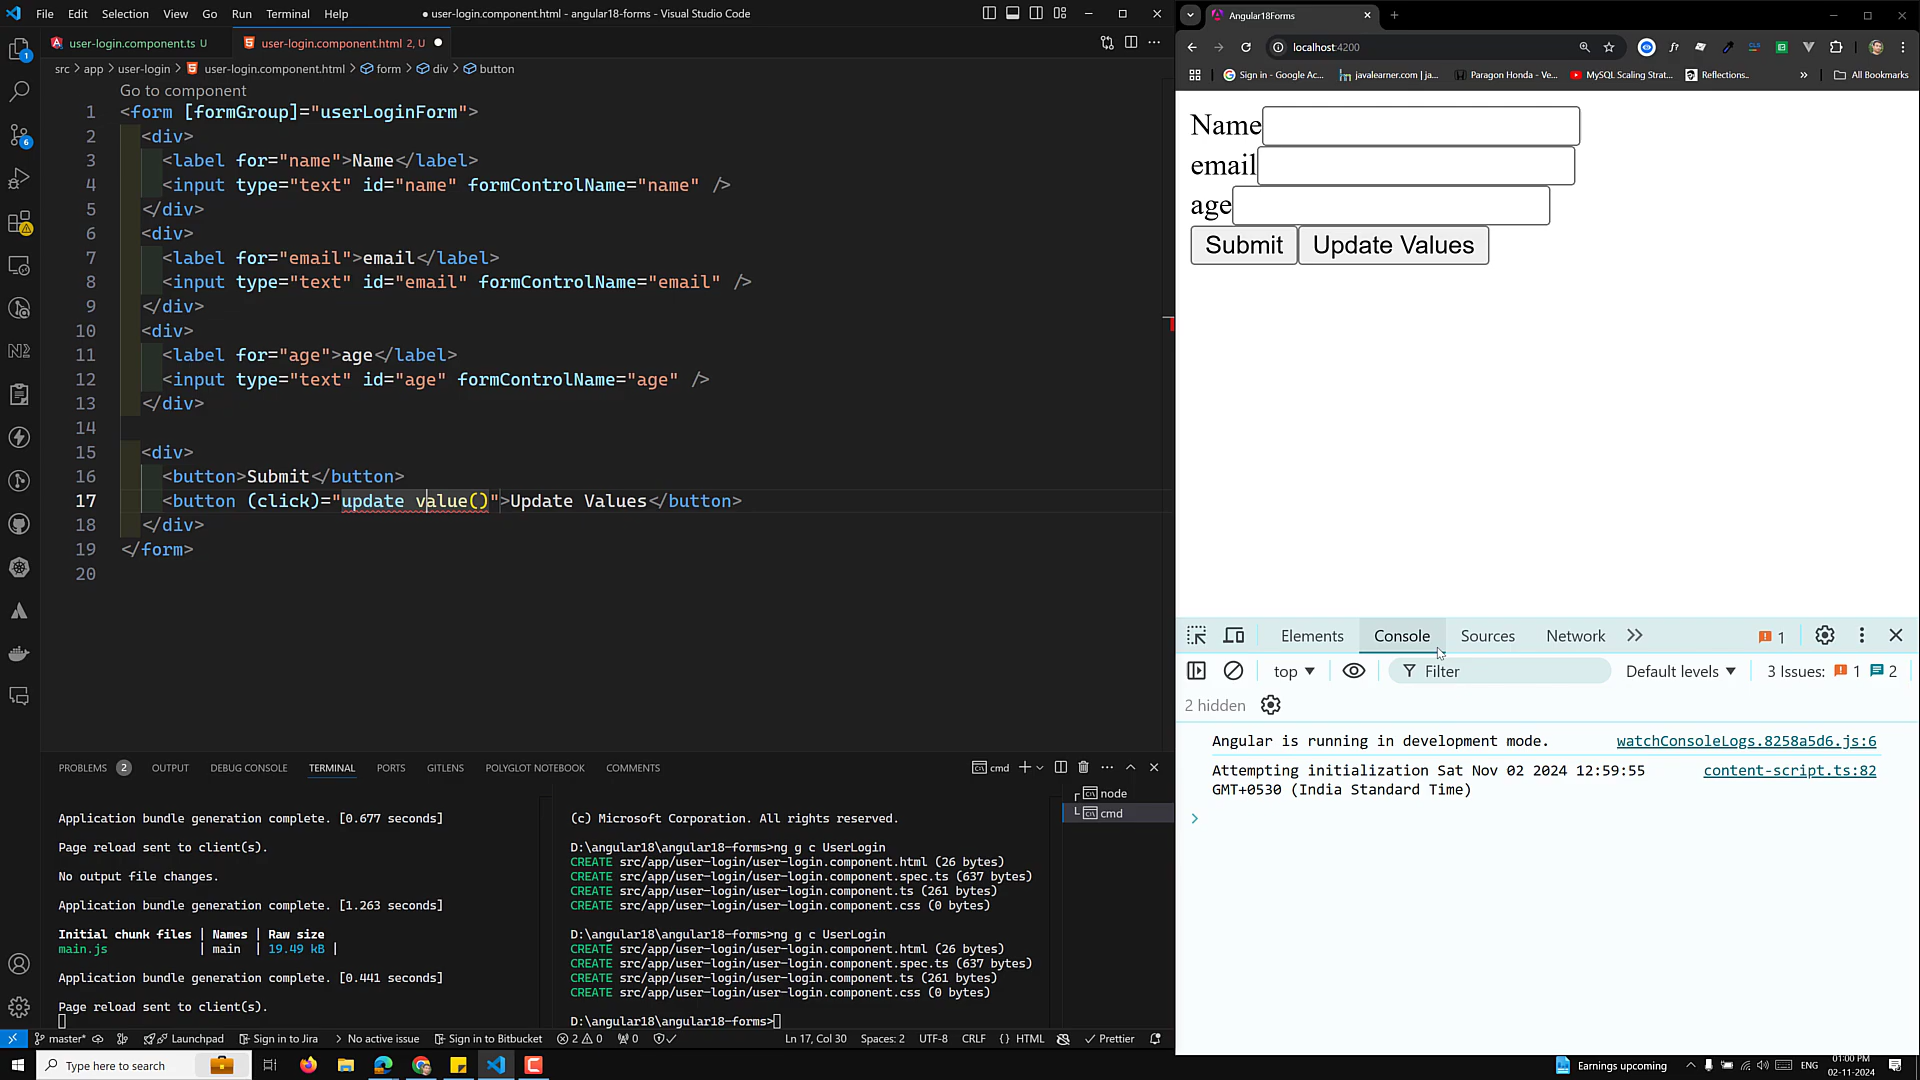 File Edit Selection View Go Run Terminal Help
● user-login.component.html - angular18-forms - Visual Studio Code
user-login.component.ts U
user-login.component.html 2, U ●
src > app > user-login > user-login.component.html > form > div > button
Go to component
1 <form [formGroup]="userLoginForm">
2 <div>
3 <label for="name">Name</label>
4 <input type="text" id="name" formControlName="name" />
5 </div>
6 <div>
7 <label for="email">email</label>
8 <input type="text" id="email" formControlName="email" />
9 </div>
10 <div>
11 <label for="age">age</label>
12 <input type="text" id="age" formControlName="age" />
13 </div>
14
15 <div>
16 <button>Submit</button>
17 <button (click)="update value()">Update Values</button>
18 </div>
19 </form>
20
PROBLEMS 2 OUTPUT DEBUG CONSOLE TERMINAL PORTS GITLENS POLYGLOT NOTEBOOK COMMENTS
cmd
Application bundle generation complete. [0.677 seconds]
Page reload sent to client(s).
No output file changes.
Application bundle generation complete. [1.263 seconds]
Initial chunk files | Names | Raw size
main.js | main | 19.49 kB |
Application bundle generation complete. [0.441 seconds]
Page reload sent to client(s).
(c) Microsoft Corporation. All rights reserved.
D:\angular18\angular18-forms>ng g c UserLogin
CREATE src/app/user-login/user-login.component.html (26 bytes)
CREATE src/app/user-login/user-login.component.spec.ts (637 bytes)
CREATE src/app/user-login/user-login.component.ts (261 bytes)
CREATE src/app/user-login/user-login.component.css (0 bytes)
D:\angular18\angular18-forms>ng g c UserLogin
CREATE src/app/user-login/user-login.component.html (26 bytes)
CREATE src/app/user-login/user-login.component.spec.ts (637 bytes)
CREATE src/app/user-login/user-login.component.ts (261 bytes)
CREATE src/app/user-login/user-login.component.css (0 bytes)
D:\angular18\angular18-forms>
node
cmd
master* Launchpad Sign in to Jira > No active issue Sign in to Bitbucket 2 0 0 Ln 17, Col 30 Spaces: 2 UTF-8 CRLF {} HTML Prettier
Angular18Forms
localhost:4200
Sign in - Google Ac... javalearner.com | ja... Paragon Honda - Ve... MySQL Scaling Strat... Reflections.. » All Bookmarks
Name
email
age
Submit Update Values
Elements Console Sources Network » 1
top Filter Default levels 3 Issues: 1 2
2 hidden
Angular is running in development mode. watchConsoleLogs.8258a5d6.js:6
Attempting initialization Sat Nov 02 2024 12:59:55 content-script.ts:82
GMT+0530 (India Standard Time)
Type here to search
Earnings upcoming ENG
01:00 PM
02-11-2024